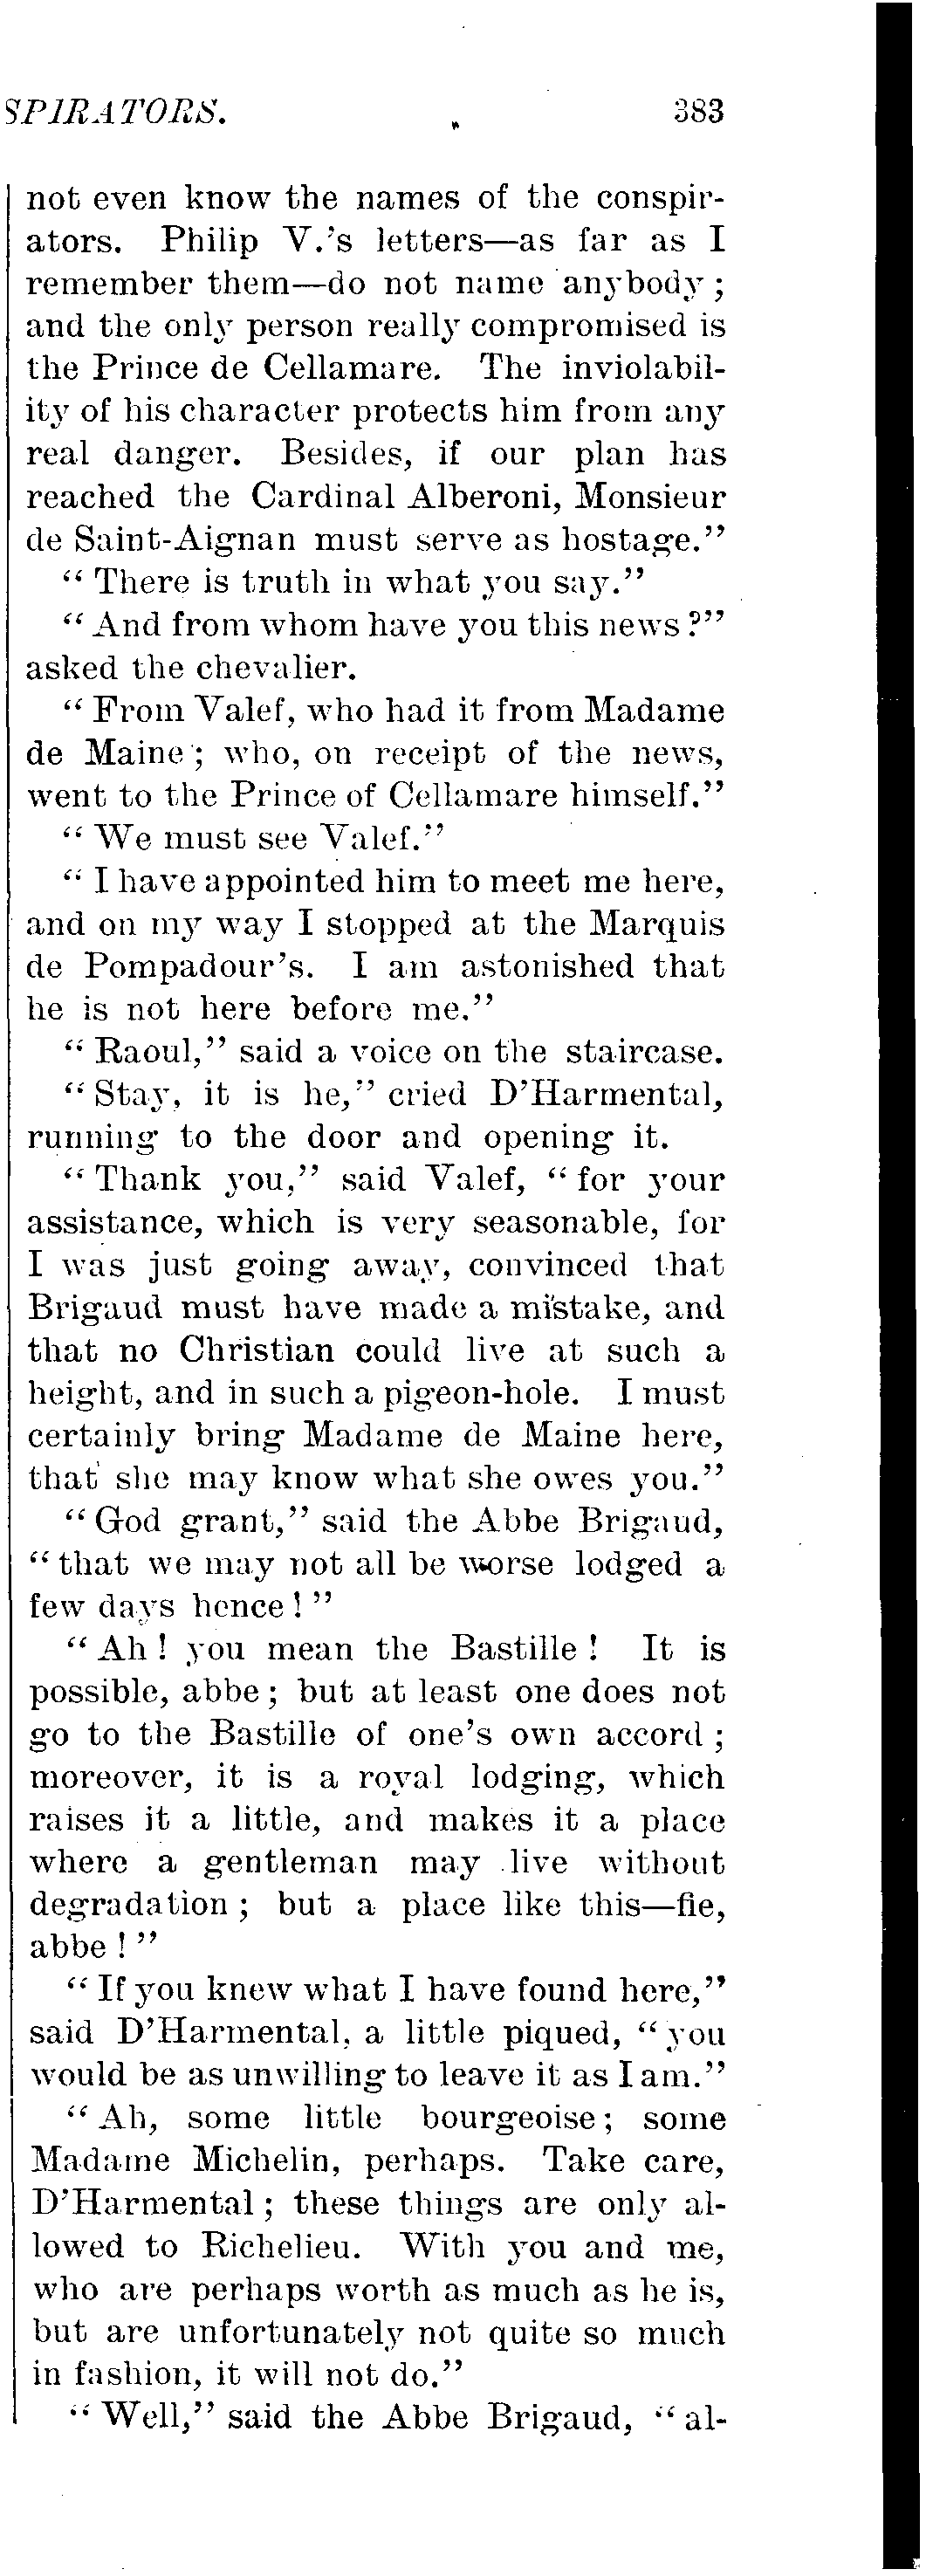 SPIRATORS. 383
not even know the names of the conspir-
ators. Philip V.'s letters—as far as I
remember them—do not name anybody ;
and the only person really compromised is
the Prince de Cellamare. The inviolabil-
ity of his character protects him from any
real danger. Besides, if our plan has
reached the Cardinal Alberoni, Monsieur
de Saint-Aignan must serve as hostage."
" There is truth in what you say."
" And from whom have you this news ?"
asked the chevalier.
" From Valef, who had it from Madame
de Maine ; who, on receipt of the news,
went to the Prince of Cellamare himself."
" We must see Valef."
" I have appointed him to meet me here,
and on my way I stopped at the Marquis
de Pompadour's. I am astonished that
he is not here before me."
" Raoul," said a voice on the staircase.
" Stay, it is he," cried D'Harmental,
running to the door and opening it.
" Thank you," said Valef, " for your
assistance, which is very seasonable, for
I was just going away, convinced that
Brigaud must have made a mistake, and
that no Christian could live at such a
height, and in such a pigeon-hole. I must
certainly bring Madame de Maine here,
that she may know what she owes you."
" God grant," said the Abbe Brigaud,
" that we may not all be worse lodged a
few days hence ! "
" Ah ! you mean the Bastille ! It is
possible, abbe ; but at least one does not
go to the Bastille of one's own accord ;
moreover, it is a royal lodging, which
raises it a little, and makes it a place
where a gentleman may live without
degradation ; but a place like this—fie,
abbe ! "
" If you knew what I have found here,"
said D'Harmental, a little piqued, " you
would be as unwilling to leave it as I am."
" Ah, some little bourgeoise ; some
Madame Michelin, perhaps. Take care,
D'Harmental ; these things are only al-
lowed to Richelieu. With you and me,
who are perhaps worth as much as he is,
but are unfortunately not quite so much
in fashion, it will not do."
" Well," said the Abbe Brigaud, " al-